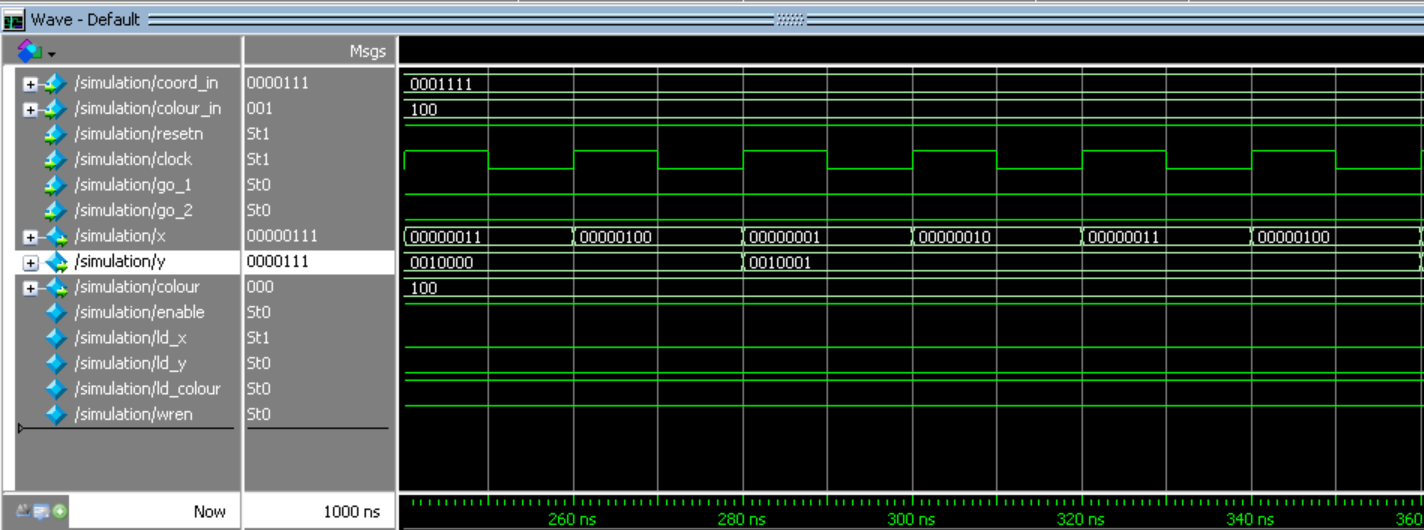 Wave - Default
Msgs
/simulation/coord_in 0000111 0001111
/simulation/colour_in 001 100
/simulation/resetn St1
/simulation/clock St1
/simulation/go_1 St0
/simulation/go_2 St0
/simulation/x 00000111 00000011 00000100 00000001 00000010 00000011 00000100
/simulation/y 0000111 0010000 0010001
/simulation/colour 000 100
/simulation/enable St0
/simulation/ld_x St1
/simulation/ld_y St0
/simulation/ld_colour St0
/simulation/wren St0
Now 1000 ns
260 ns 280 ns 300 ns 320 ns 340 ns 360